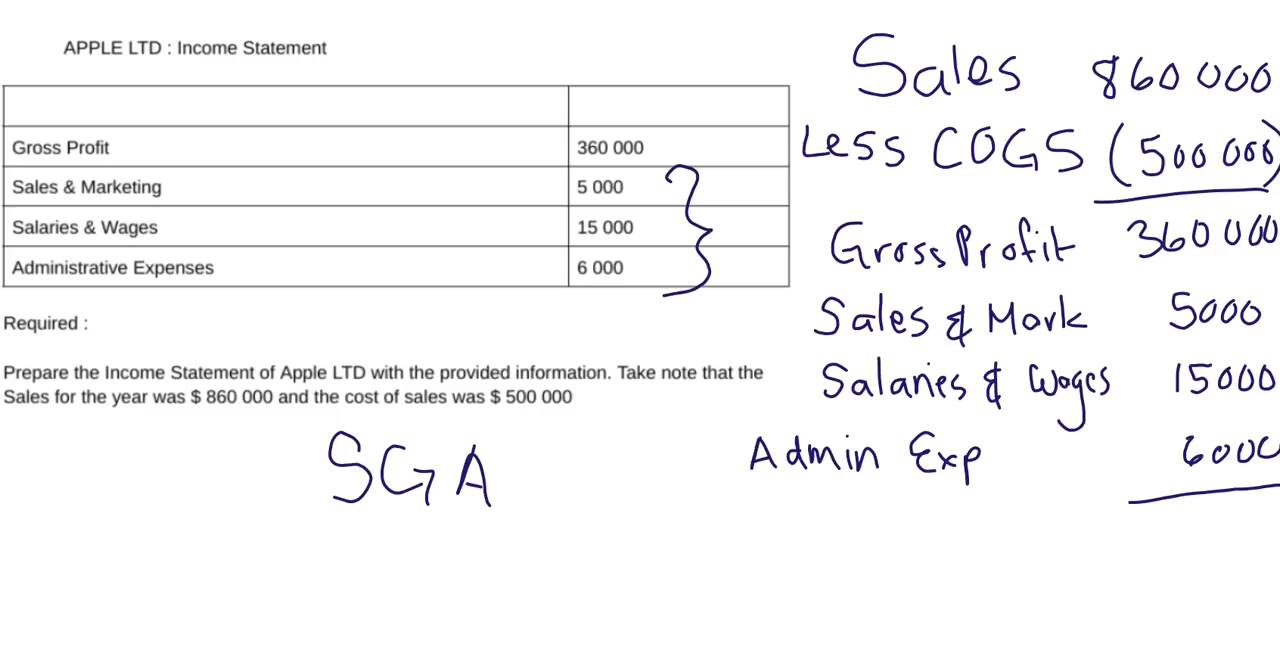 APPLE LTD : Income Statement
Gross Profit 360 000
Sales & Marketing 5 000
Salaries & Wages 15 000
Administrative Expenses 6 000
Required :
Prepare the Income Statement of Apple LTD with the provided information. Take note that the
Sales for the year was $ 860 000 and the cost of sales was $ 500 000
SGA
Sales 860 000
Less COGS (500 000)
Gross Profit 360 000
Sales & Mark 5000
Salaries & Wages 15000
Admin Exp 6000